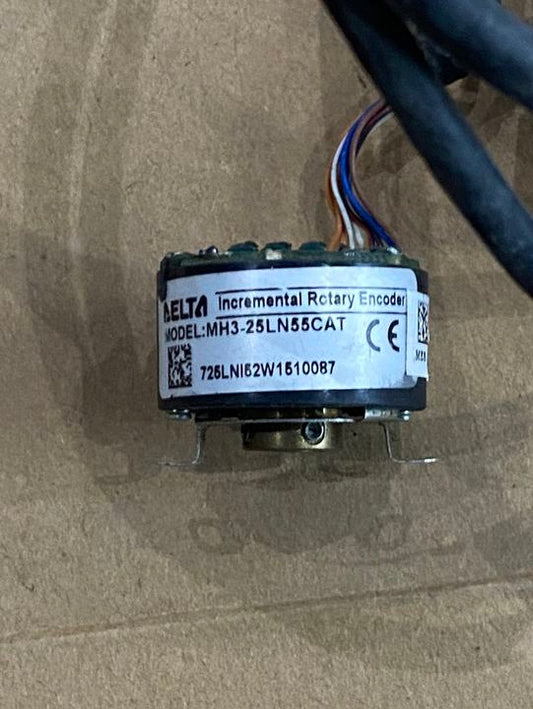 DELTA Incremental Rotary Encoder
MODEL:MH3-25LN55CAT
CE
725LNI52W1510087